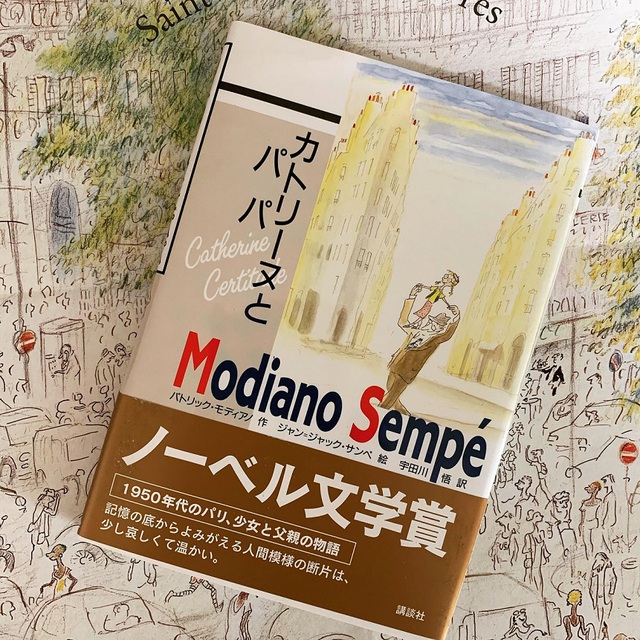 Saint
res
カトリーヌと
パパ
Catherine
Certitude
Modiano Sempé
パトリック・モディアノ 作 ジャン=ジャック・サンペ 絵 宇田川 悟 訳
ノーベル文学賞
1950年代のパリ、少女と父親の物語
記憶の底からよみがえる人間模様の断片は、
少し哀しくて温かい。
講談社